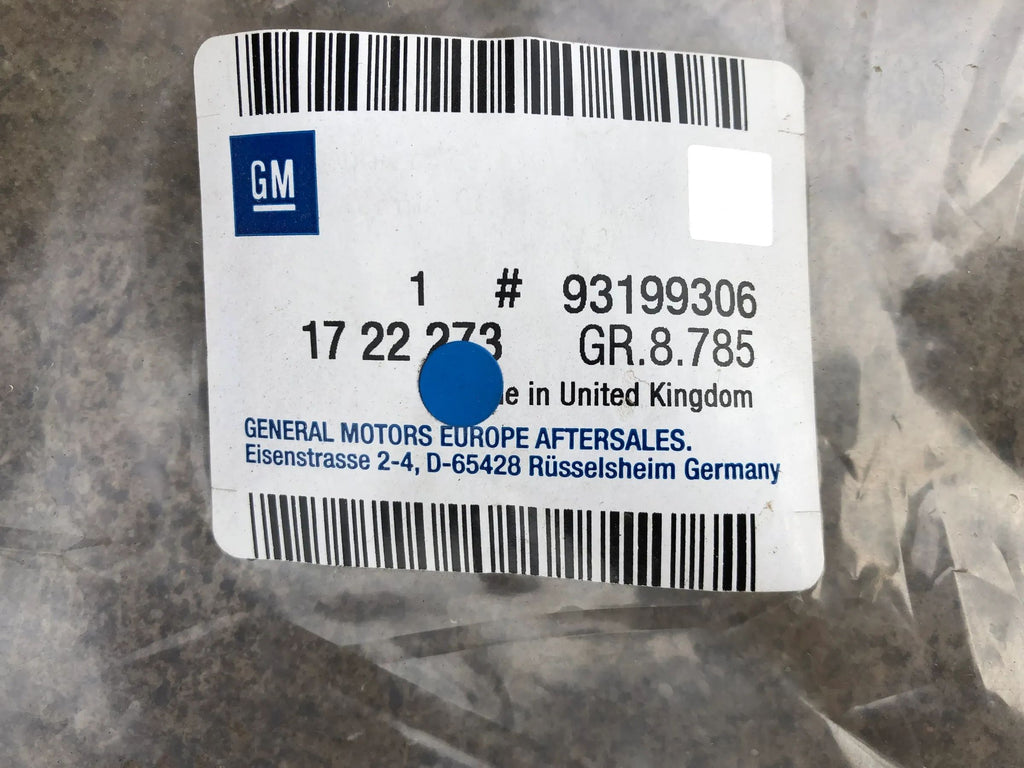 GM
1 # 93199306
17 22 273 GR.8.785
in United Kingdom
GENERAL MOTORS EUROPE AFTERSALES.
Eisenstrasse 2-4, D-65428 Rüsselsheim Germany